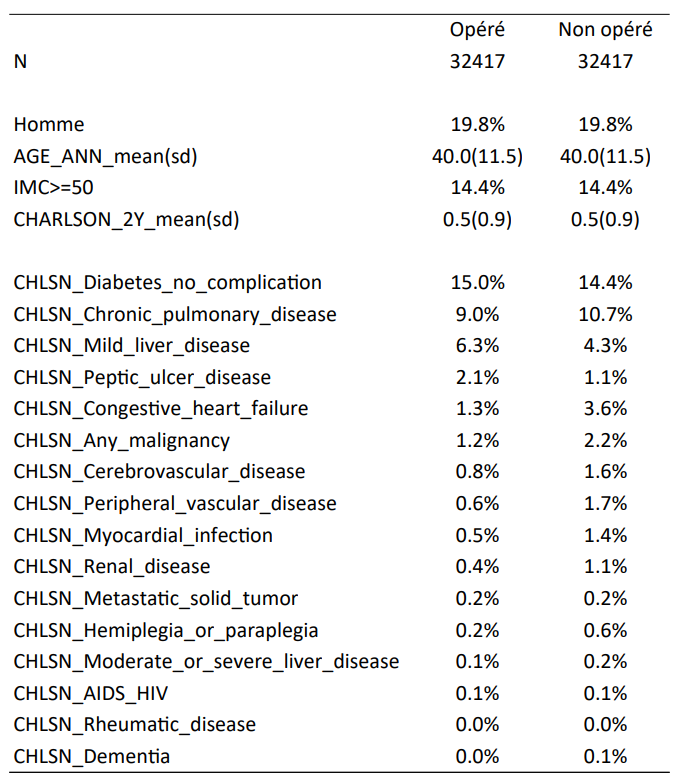 Opéré Non opéré
N 32417 32417
Homme 19.8% 19.8%
AGE_ANN_mean(sd) 40.0(11.5) 40.0(11.5)
IMC>=50 14.4% 14.4%
CHARLSON_2Y_mean(sd) 0.5(0.9) 0.5(0.9)
CHLSN_Diabetes_no_complication 15.0% 14.4%
CHLSN_Chronic_pulmonary_disease 9.0% 10.7%
CHLSN_Mild_liver_disease 6.3% 4.3%
CHLSN_Peptic_ulcer_disease 2.1% 1.1%
CHLSN_Congestive_heart_failure 1.3% 3.6%
CHLSN_Any_malignancy 1.2% 2.2%
CHLSN_Cerebrovascular_disease 0.8% 1.6%
CHLSN_Peripheral_vascular_disease 0.6% 1.7%
CHLSN_Myocardial_infection 0.5% 1.4%
CHLSN_Renal_disease 0.4% 1.1%
CHLSN_Metastatic_solid_tumor 0.2% 0.2%
CHLSN_Hemiplegia_or_paraplegia 0.2% 0.6%
CHLSN_Moderate_or_severe_liver_disease 0.1% 0.2%
CHLSN_AIDS_HIV 0.1% 0.1%
CHLSN_Rheumatic_disease 0.0% 0.0%
CHLSN_Dementia 0.0% 0.1%